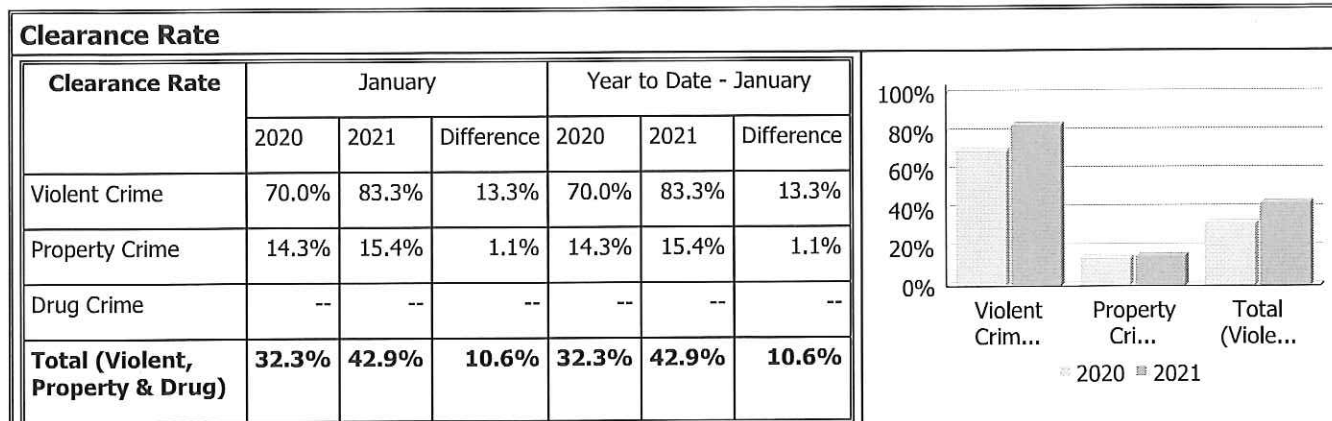 Clearance Rate
Clearance Rate January Year to Date - January
2020 2021 Difference 2020 2021 Difference
Violent Crime 70.0% 83.3% 13.3% 70.0% 83.3% 13.3%
Property Crime 14.3% 15.4% 1.1% 14.3% 15.4% 1.1%
Drug Crime -- -- -- -- -- --
Total (Violent, 32.3% 42.9% 10.6% 32.3% 42.9% 10.6%
Property & Drug)
100%
80%
60%
40%
20%
0%
Violent Property Total
Crim... Cri... (Viole...
2020 2021